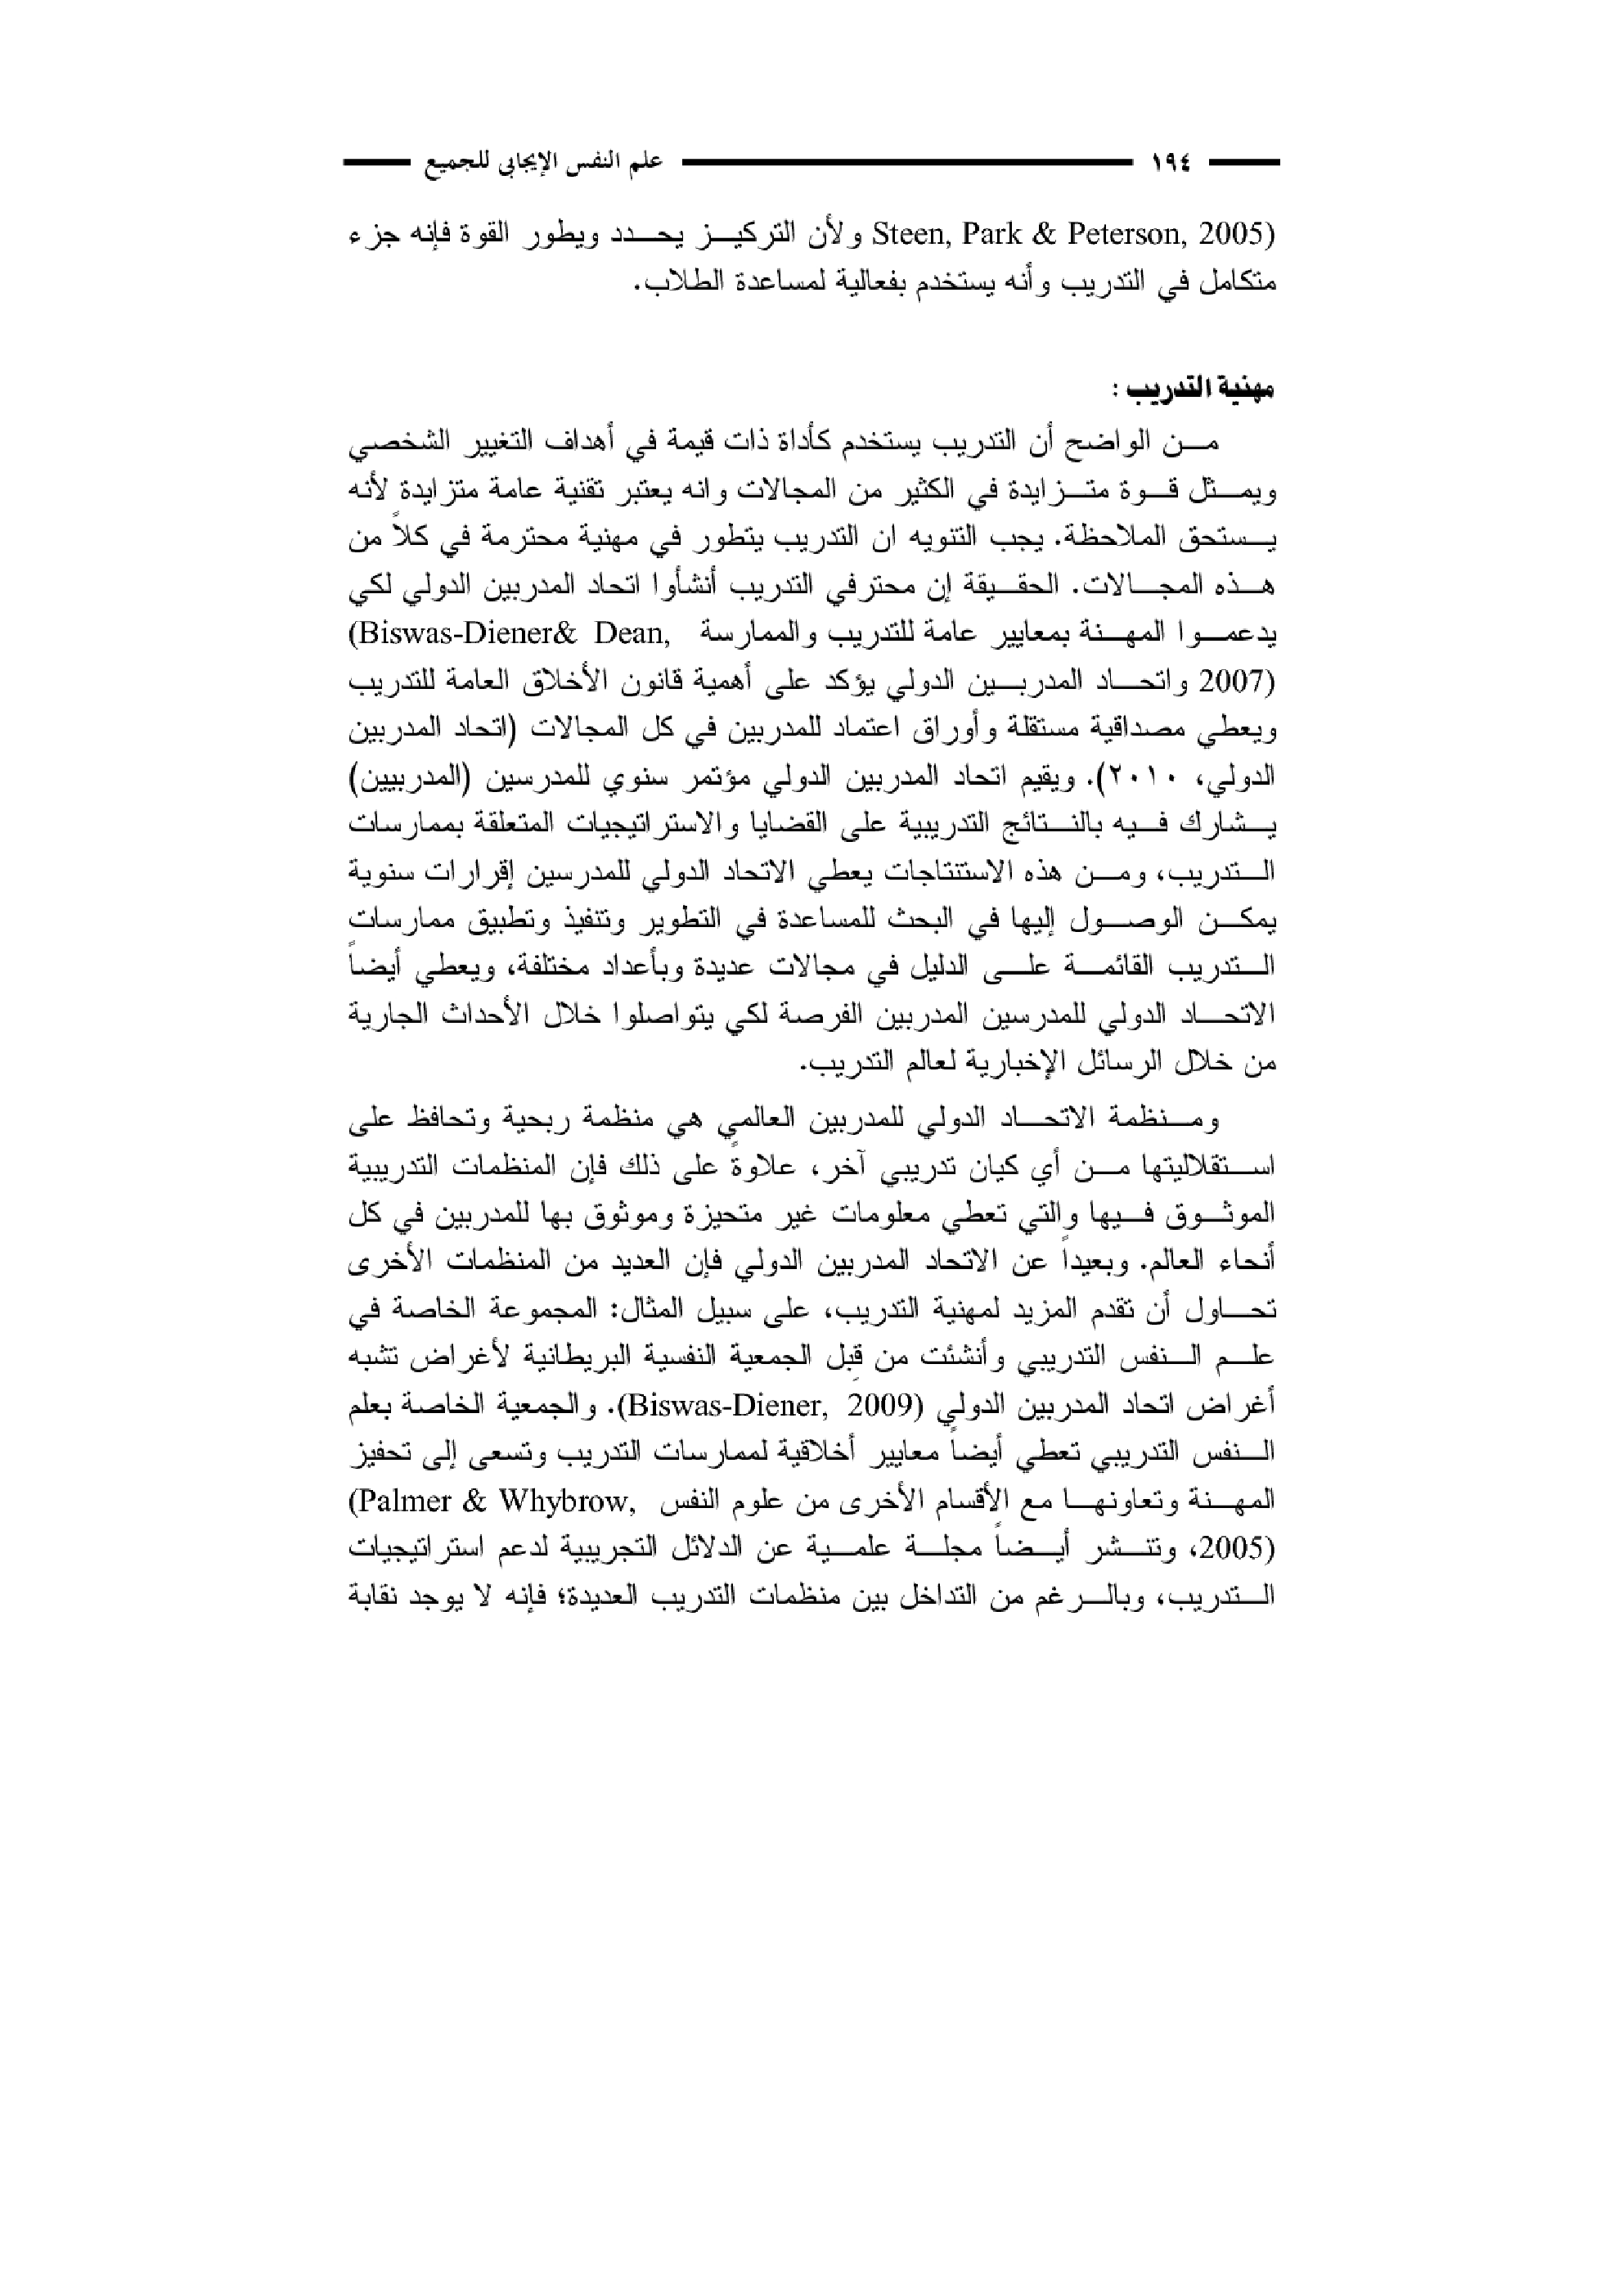 ١٩٤ علم النفس الإيجابي للجميع
Steen, Park & Peterson, 2005) ولأن التركيز يحدد ويطور القوة فإنه جزء
متكامل في التدريب وأنه يستخدم بفعالية لمساعدة الطلاب.
مهنية التدريب :
من الواضح أن التدريب يستخدم كأداة ذات قيمة في أهداف التغيير الشخصي
ويمثل قوة متزايدة في الكثير من المجالات وانه يعتبر تقنية عامة متزايدة لأنه
يستحق الملاحظة. يجب التنويه ان التدريب يتطور في مهنية محترمة في كلاً من
هذه المجالات. الحقيقة إن محترفي التدريب أنشأوا اتحاد المدربين الدولي لكي
يدعموا المهنة بمعايير عامة للتدريب والممارسة (Biswas-Diener& Dean,
2007) واتحاد المدربين الدولي يؤكد على أهمية قانون الأخلاق العامة للتدريب
ويعطي مصداقية مستقلة وأوراق اعتماد للمدربين في كل المجالات (اتحاد المدربين
الدولي، ٢٠١٠). ويقيم اتحاد المدربين الدولي مؤتمر سنوي للمدرسين (المدربيين)
يشارك فيه بالنتائج التدريبية على القضايا والاستراتيجيات المتعلقة بممارسات
التدريب، ومن هذه الاستنتاجات يعطي الاتحاد الدولي للمدرسين إقرارات سنوية
يمكن الوصول إليها في البحث للمساعدة في التطوير وتنفيذ وتطبيق ممارسات
التدريب القائمة على الدليل في مجالات عديدة وبأعداد مختلفة، ويعطي أيضاً
الاتحاد الدولي للمدرسين المدربين الفرصة لكي يتواصلوا خلال الأحداث الجارية
من خلال الرسائل الإخبارية لعالم التدريب.
ومنظمة الاتحاد الدولي للمدربين العالمي هي منظمة ربحية وتحافظ على
استقلاليتها من أي كيان تدريبي آخر، علاوةً على ذلك فإن المنظمات التدريبية
الموثوق فيها والتي تعطي معلومات غير متحيزة وموثوق بها للمدربين في كل
أنحاء العالم. وبعيداً عن الاتحاد المدربين الدولي فإن العديد من المنظمات الأخرى
تحاول أن تقدم المزيد لمهنية التدريب، على سبيل المثال: المجموعة الخاصة في
علم النفس التدريبي وأنشئت من قِبل الجمعية النفسية البريطانية لأغراض تشبه
أغراض اتحاد المدربين الدولي (Biswas-Diener, 2009). والجمعية الخاصة بعلم
النفس التدريبي تعطي أيضاً معايير أخلاقية لممارسات التدريب وتسعى إلى تحفيز
المهنة وتعاونها مع الأقسام الأخرى من علوم النفس (Palmer & Whybrow,
2005)، وتنشر أيضاً مجلة علمية عن الدلائل التجريبية لدعم استراتيجيات
التدريب، وبالرغم من التداخل بين منظمات التدريب العديدة؛ فإنه لا يوجد نقابة